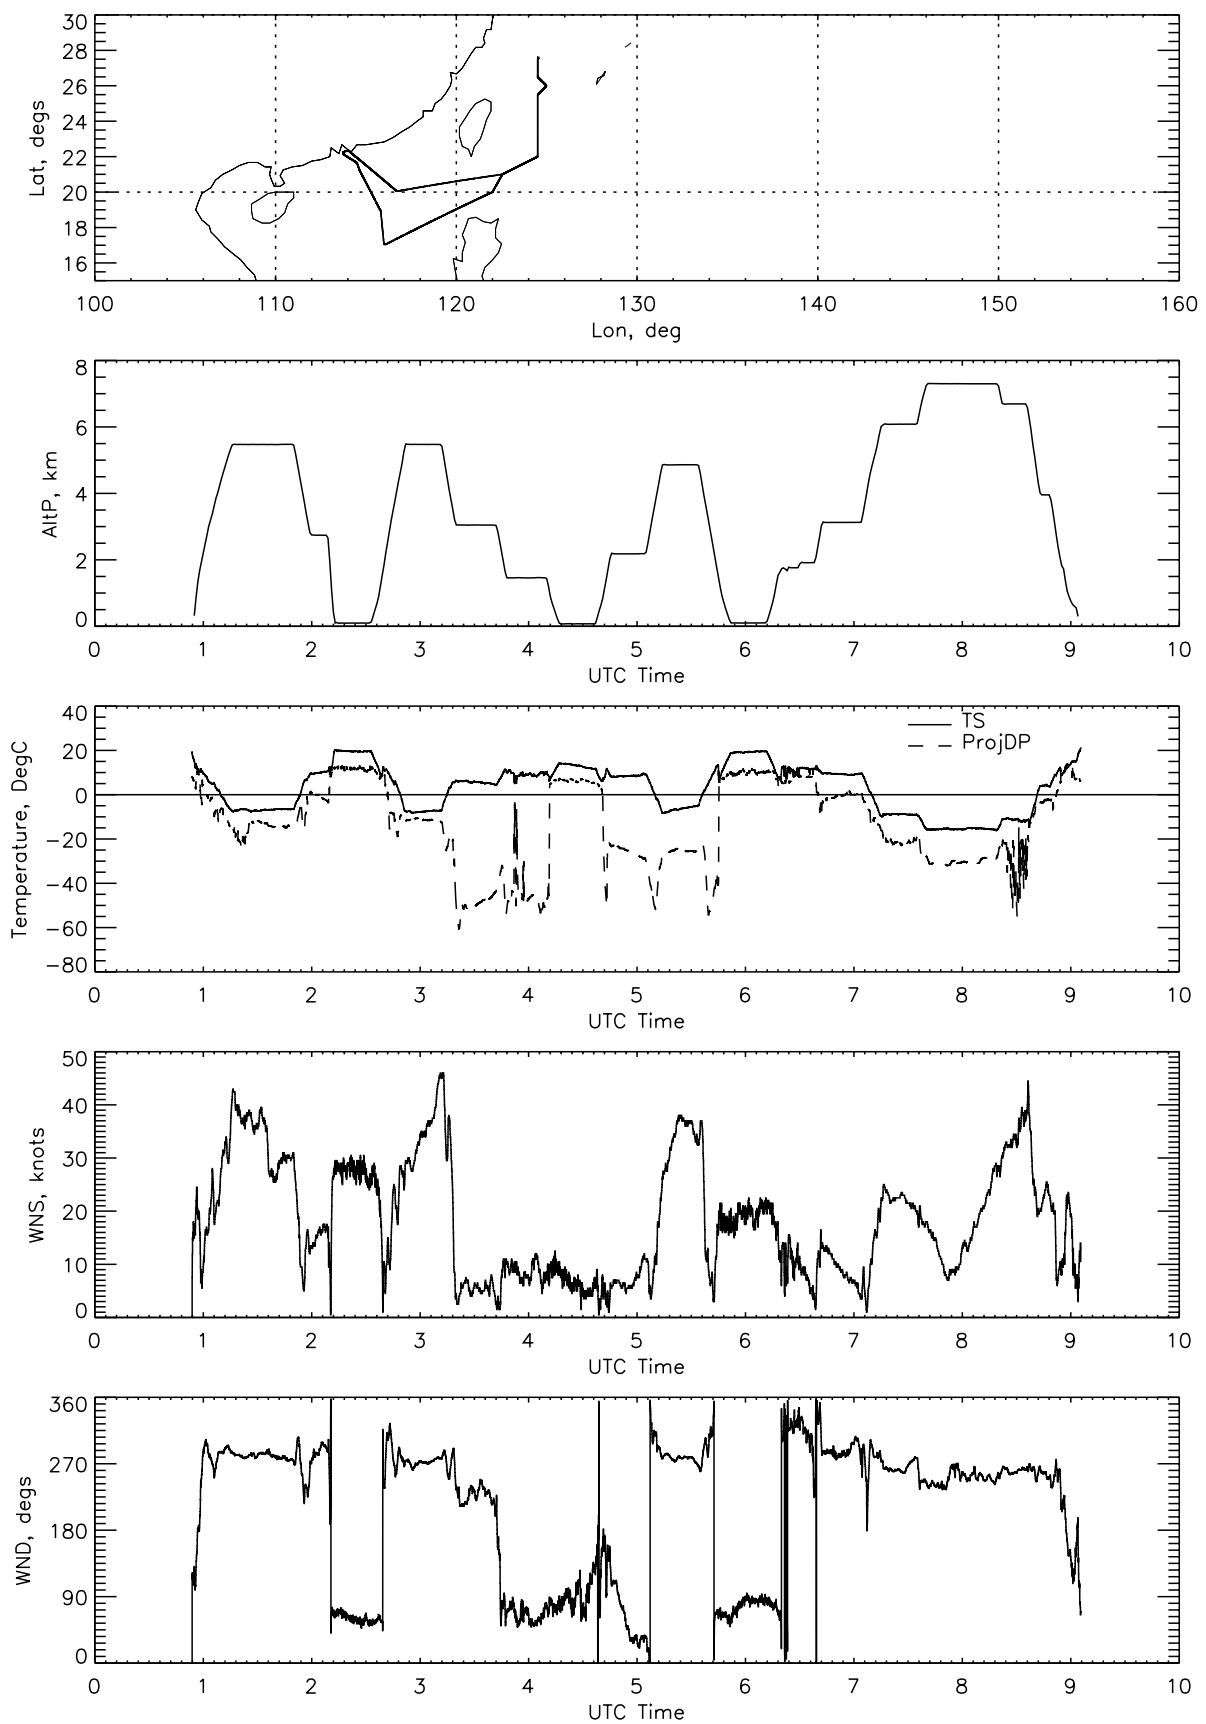 30
28
26
24
22
20
18
16
Lat, degs
100 110 120 130 140 150 160
Lon, deg
8
6
4
2
0
AltP, km
0 1 2 3 4 5 6 7 8 9 10
UTC Time
40
20
0
−20
−40
−60
−80
Temperature, DegC
TS
ProjDP
0 1 2 3 4 5 6 7 8 9 10
UTC Time
50
40
30
20
10
0
WNS, knots
0 1 2 3 4 5 6 7 8 9 10
UTC Time
360
270
180
90
0
WND, degs
0 1 2 3 4 5 6 7 8 9 10
UTC Time